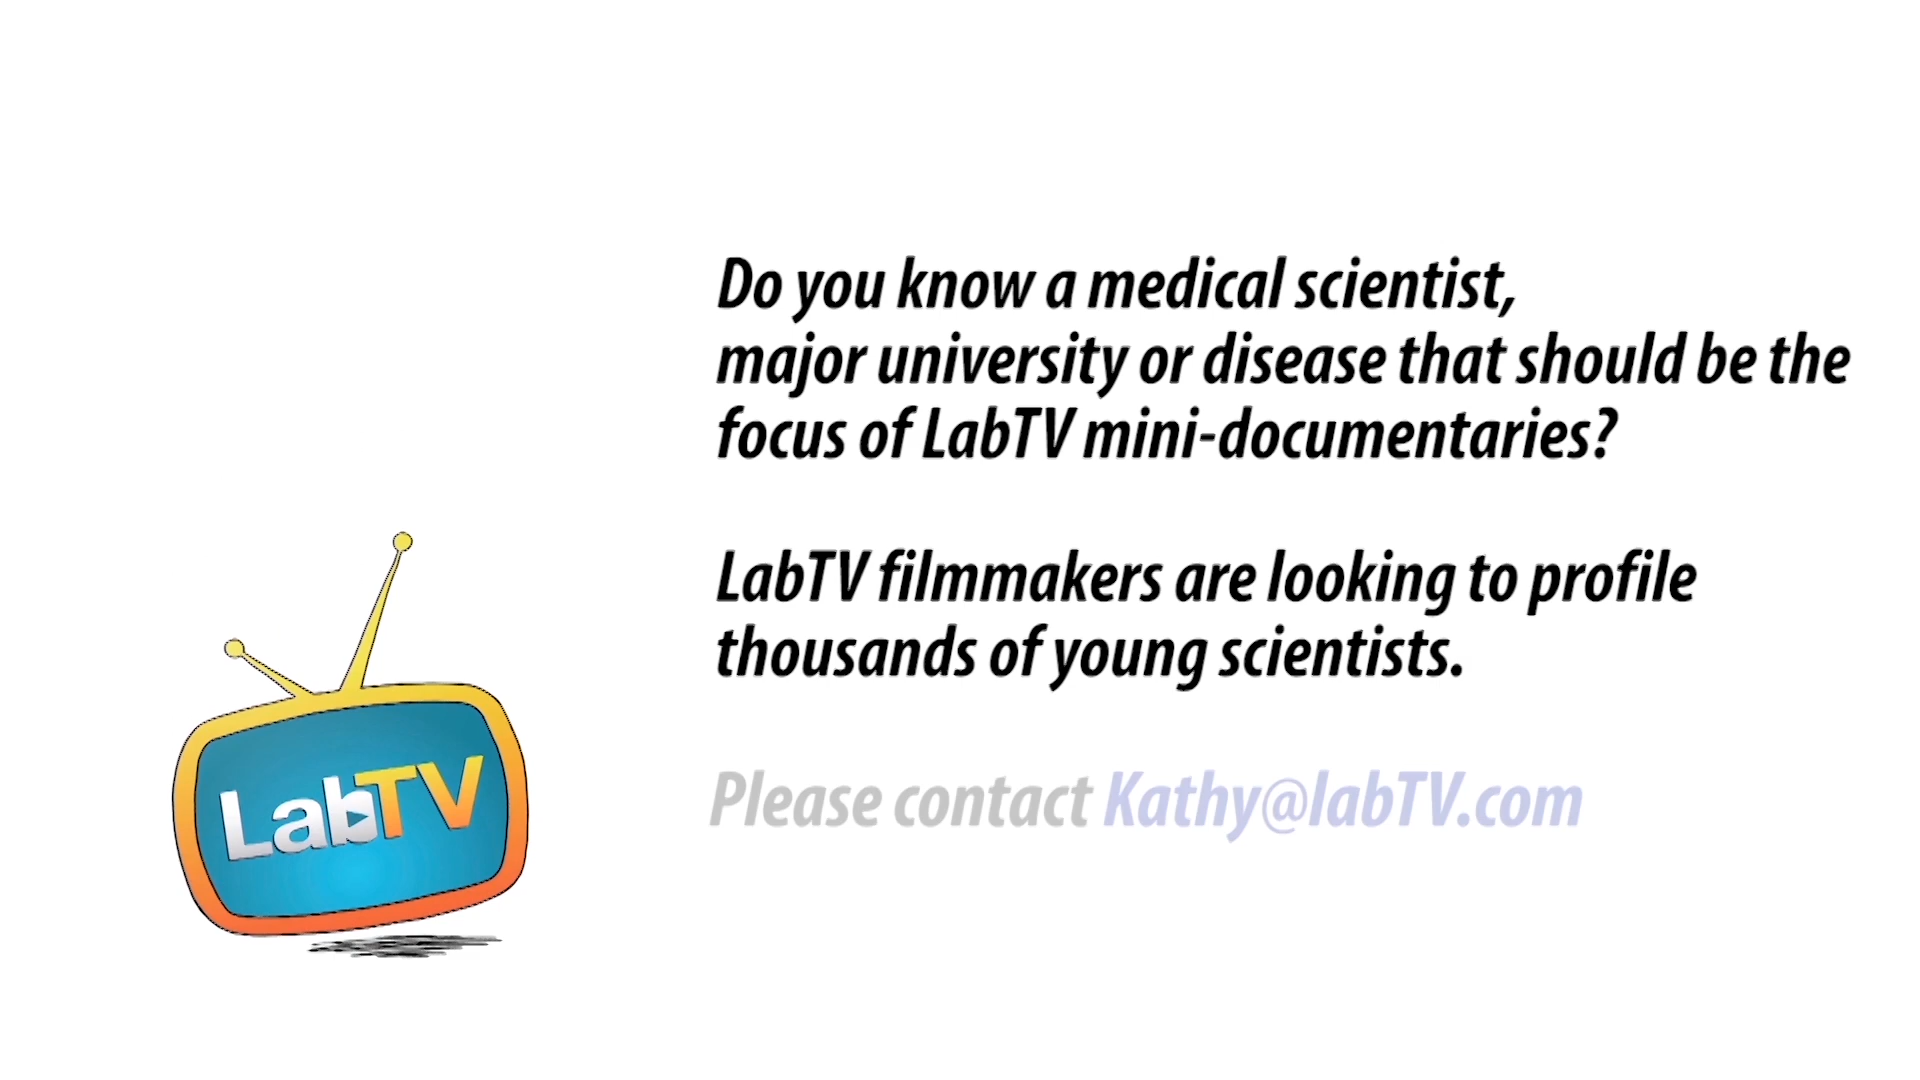 Do you know a medical scientist,
major university or disease that should be the
focus of LabTV mini-documentaries?
LabTV filmmakers are looking to profile
thousands of young scientists.
Please contact Kathy@labTV.com
LabTV